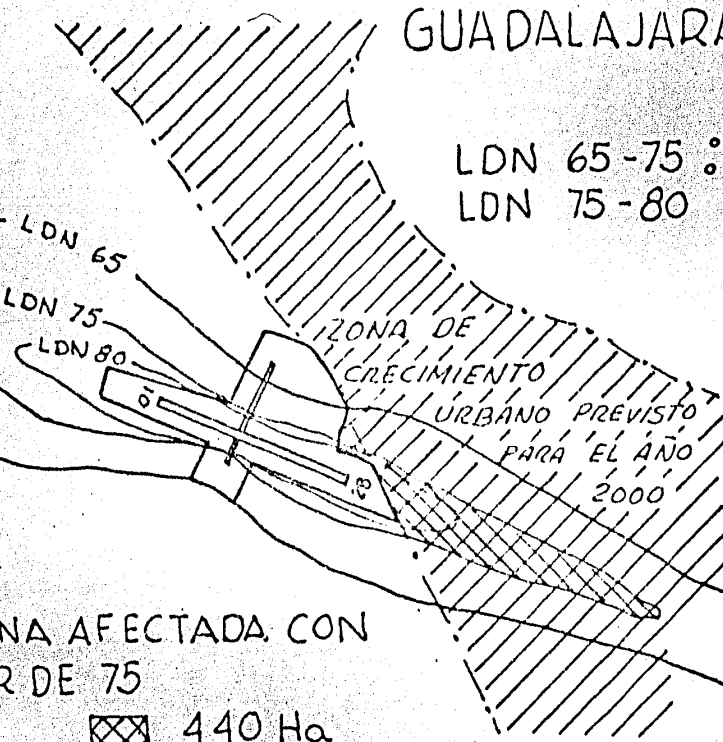 GUADALAJARA
LDN 65-75 :
LDN 75-80
LDN 65
LDN 75
LDN 80
ZONA DE
CRECIMIENTO
URBANO PREVISTO
PARA EL AÑO
2000
NA AFECTADA CON
R DE 75
440 Ha